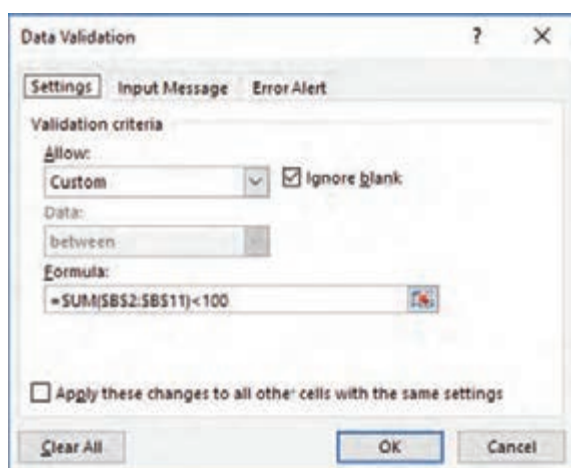 Data Validation ? ×
Settings Input Message Error Alert
Validation criteria
Allow:
Custom Ignore blank
Data:
between
Formula:
=SUM($B$2:$B$11)<100
Apply these changes to all other cells with the same settings
Clear All OK Cancel